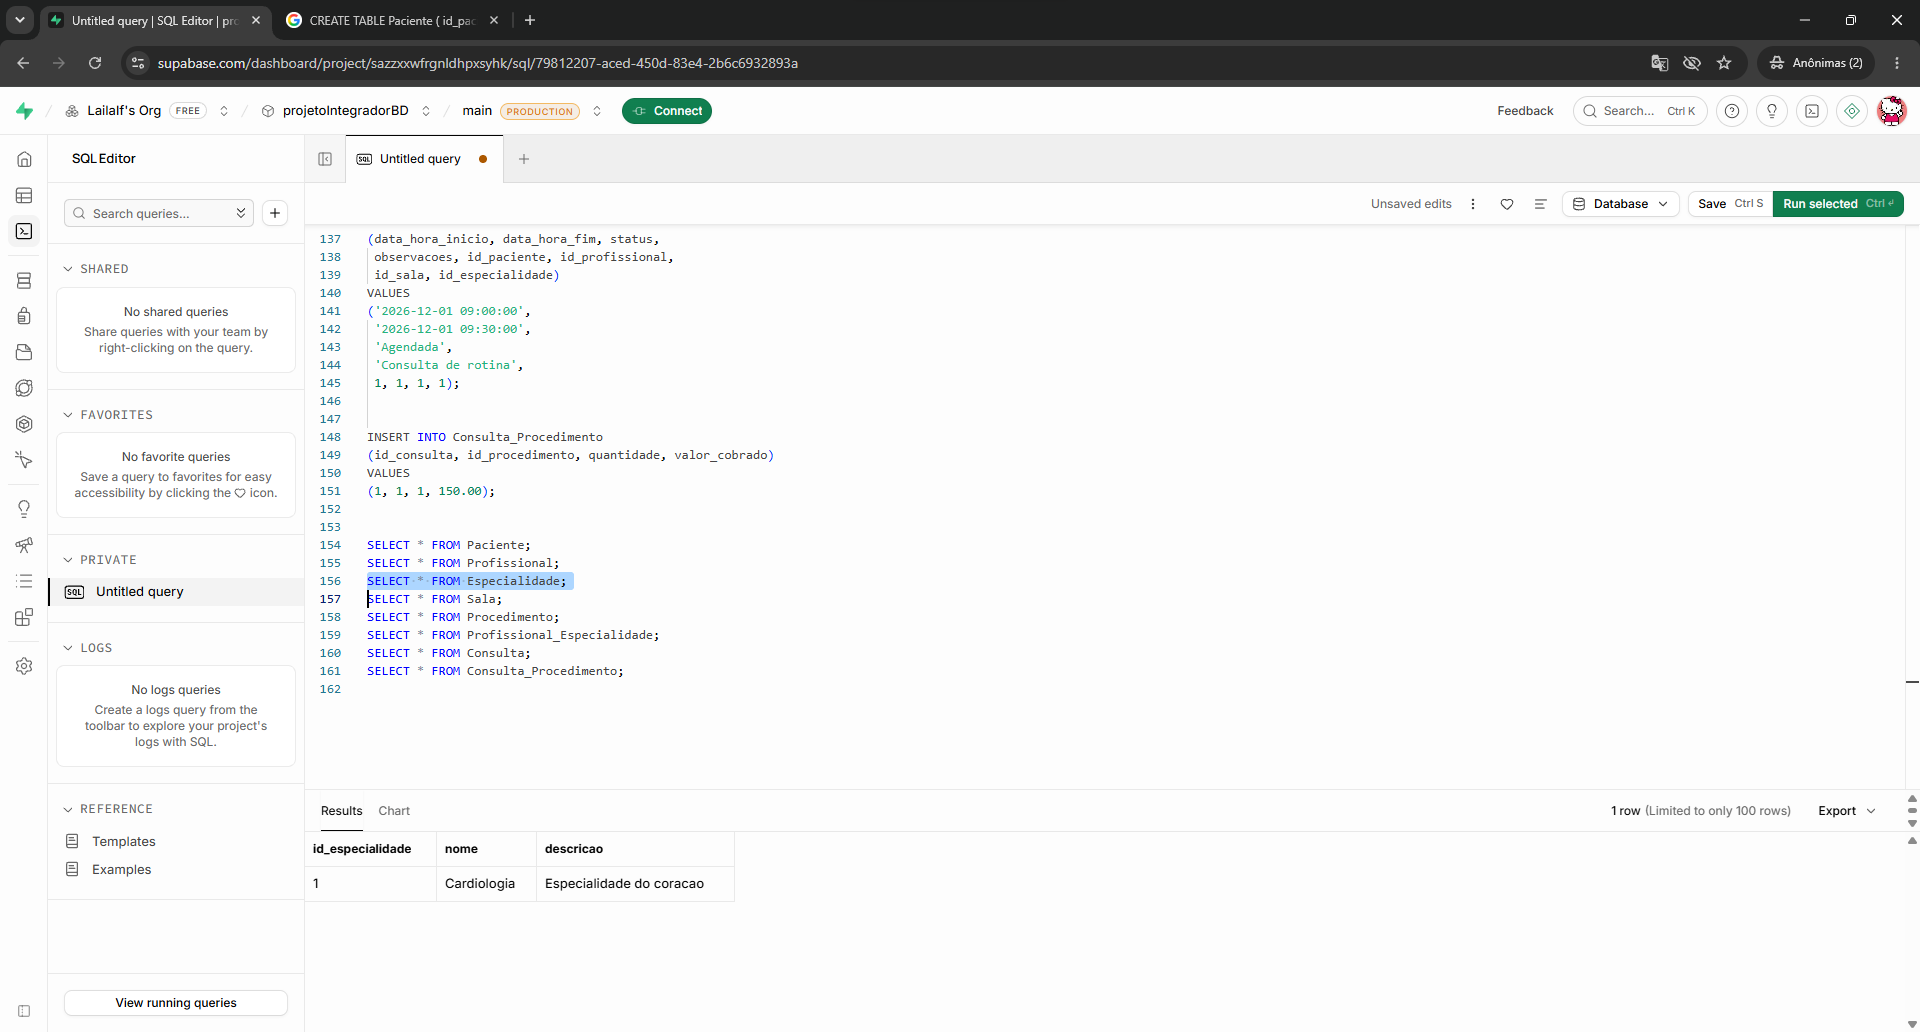 Untitled query | SQL Editor | pro
CREATE TABLE Paciente ( id_pac
supabase.com/dashboard/project/sazzxxwfrgnldhpxsyhk/sql/79812207-aced-450d-83e4-2b6c6932893a
Anônimas (2)
Lailalf's Org FREE / projetoIntegradorBD / main PRODUCTION Connect
Feedback Search... Ctrl K
SQL Editor
SQL Untitled query
Search queries...
Unsaved edits Database Save Ctrl S Run selected Ctrl ↵
SHARED
No shared queries
Share queries with your team by
right-clicking on the query.
FAVORITES
No favorite queries
Save a query to favorites for easy
accessibility by clicking the ♡ icon.
PRIVATE
SQL Untitled query
LOGS
No logs queries
Create a logs query from the
toolbar to explore your project's
logs with SQL.
REFERENCE
Templates
Examples
View running queries
137 (data_hora_inicio, data_hora_fim, status,
138 observacoes, id_paciente, id_profissional,
139 id_sala, id_especialidade)
140 VALUES
141 ('2026-12-01 09:00:00',
142 '2026-12-01 09:30:00',
143 'Agendada',
144 'Consulta de rotina',
145 1, 1, 1, 1);
146
147
148 INSERT INTO Consulta_Procedimento
149 (id_consulta, id_procedimento, quantidade, valor_cobrado)
150 VALUES
151 (1, 1, 1, 150.00);
152
153
154 SELECT * FROM Paciente;
155 SELECT * FROM Profissional;
156 SELECT * FROM Especialidade;
157 SELECT * FROM Sala;
158 SELECT * FROM Procedimento;
159 SELECT * FROM Profissional_Especialidade;
160 SELECT * FROM Consulta;
161 SELECT * FROM Consulta_Procedimento;
162
Results Chart
1 row (Limited to only 100 rows) Export
id_especialidade nome descricao
1 Cardiologia Especialidade do coracao